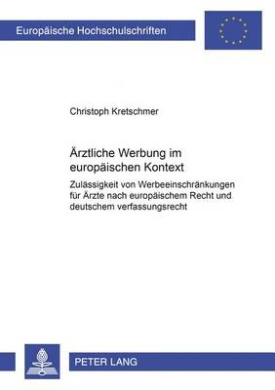 Europäische Hochschulschriften
Christoph Kretschmer
Ärztliche Werbung im
europäischen Kontext
Zulässigkeit von Werbeeinschränkungen
für Ärzte nach europäischem Recht und
deutschem verfassungsrecht
PETER LANG